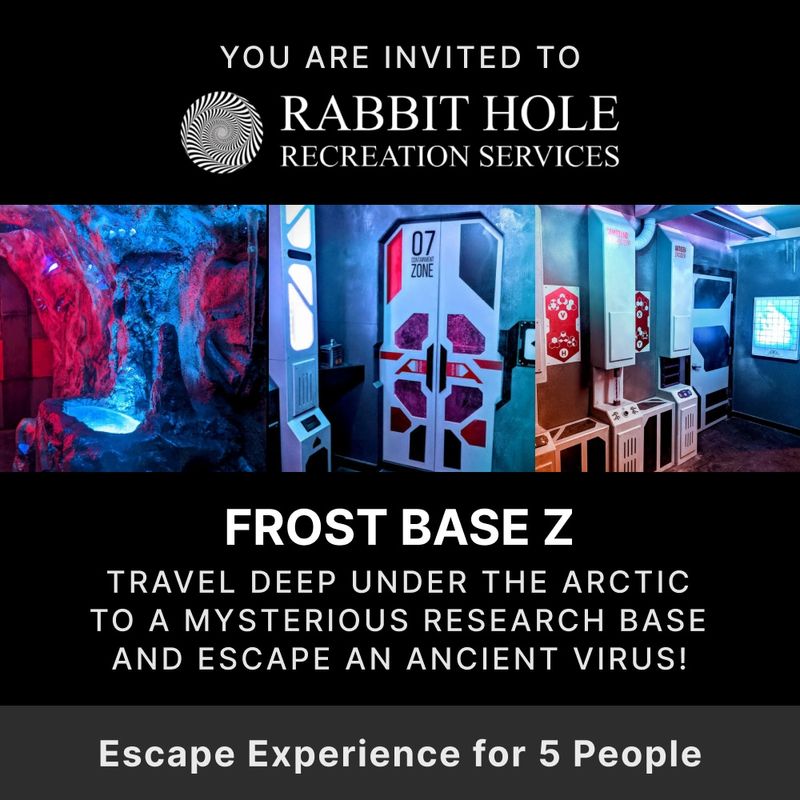 YOU ARE INVITED TO
RABBIT HOLE
RECREATION SERVICES
07
CONTAINMENT
ZONE
FROST BASE Z
TRAVEL DEEP UNDER THE ARCTIC
TO A MYSTERIOUS RESEARCH BASE
AND ESCAPE AN ANCIENT VIRUS!
Escape Experience for 5 People